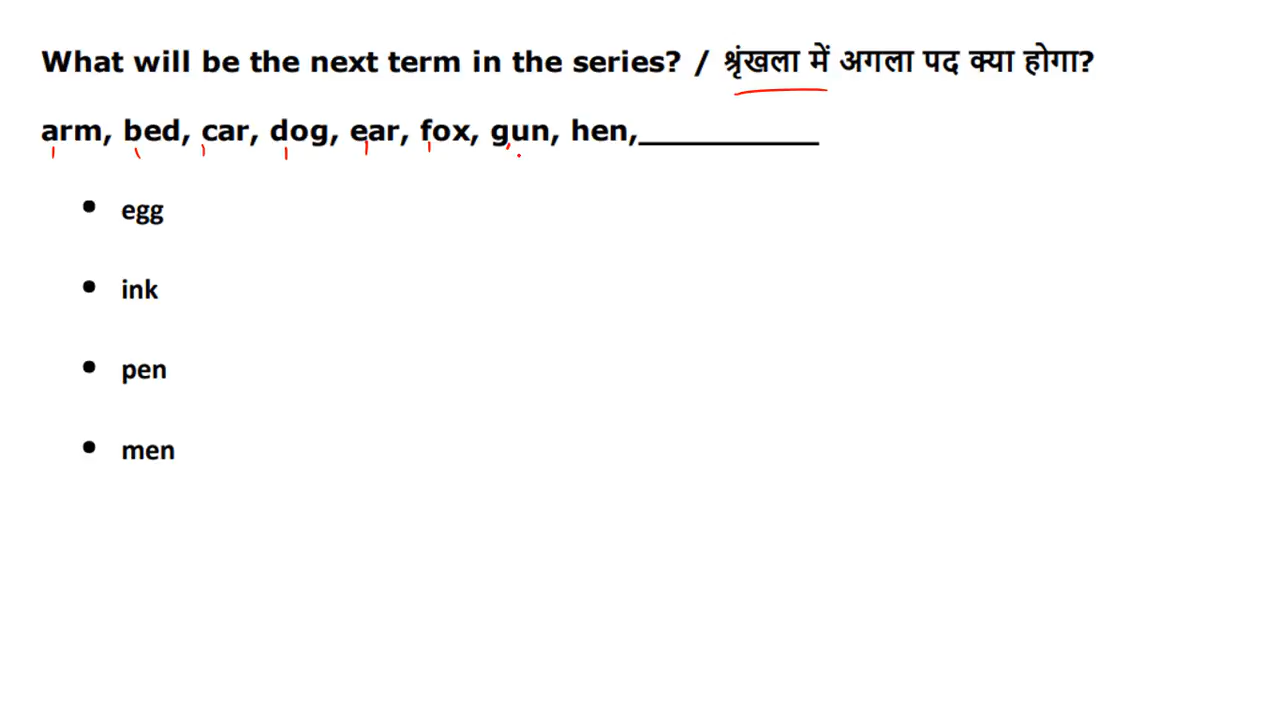 What will be the next term in the series? / श्रृंखला में अगला पद क्या होगा?
arm, bed, car, dog, ear, fox, gun, hen,__________
• egg
• ink
• pen
• men